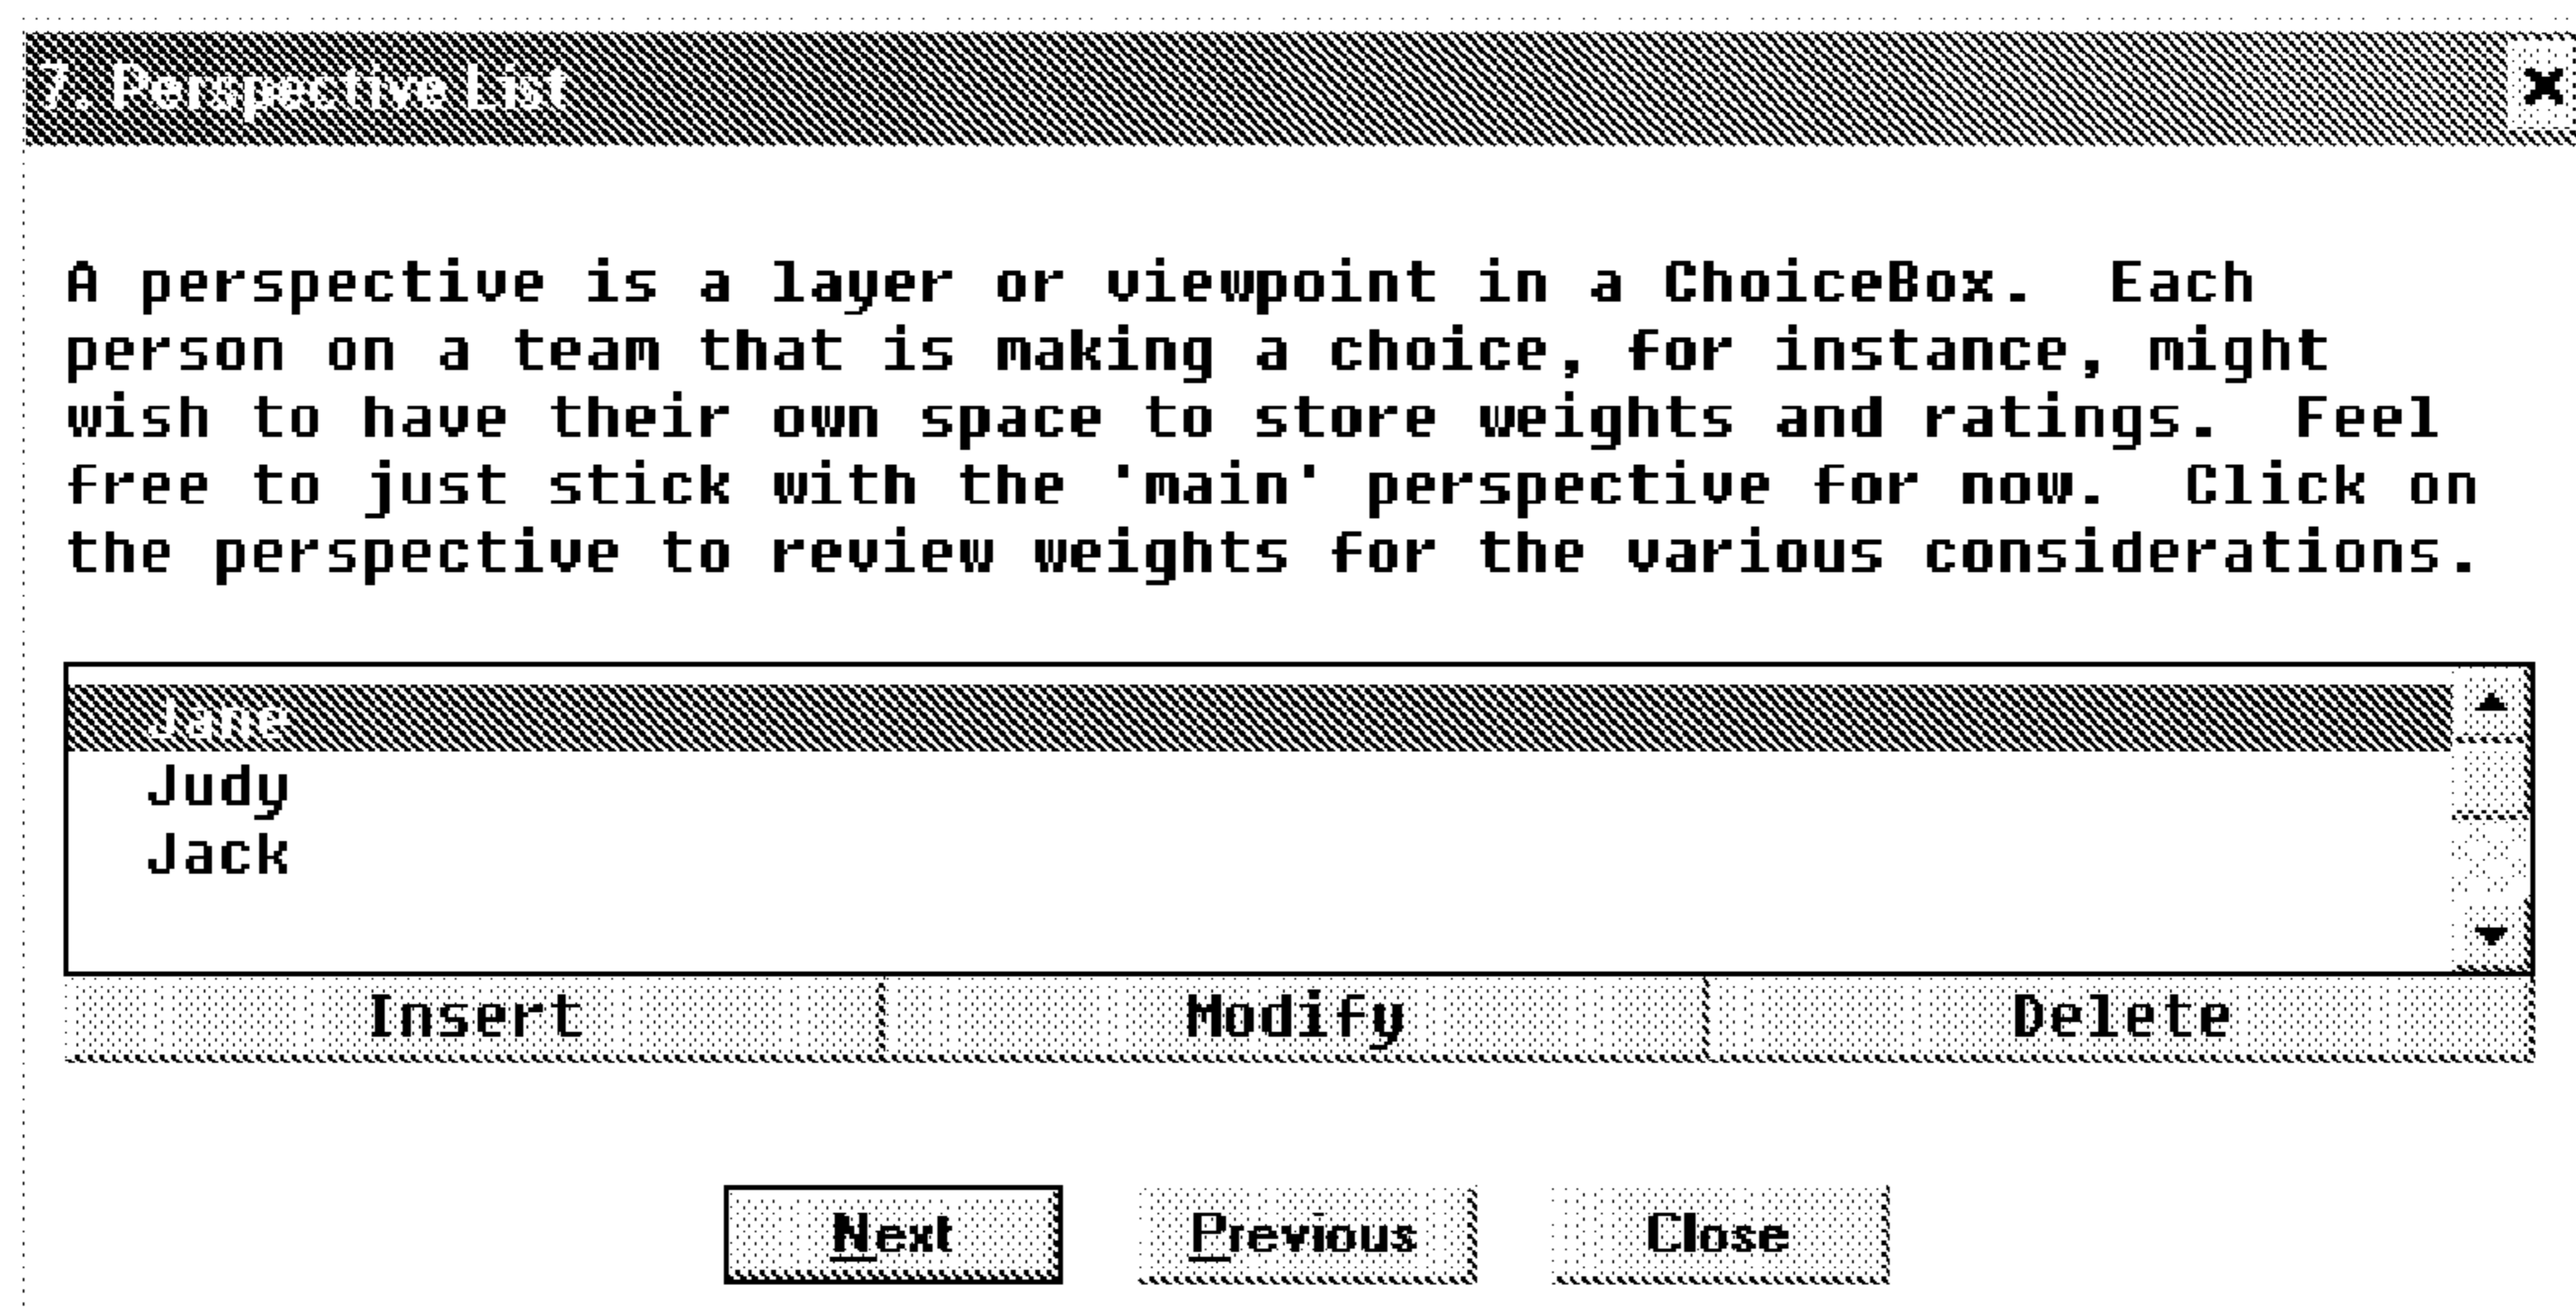 7. Perspective List
A perspective is a layer or viewpoint in a ChoiceBox.  Each
person on a team that is making a choice, for instance, might
wish to have their own space to store weights and ratings.  Feel
free to just stick with the 'main' perspective for now.  Click on
the perspective to review weights for the various considerations.
Jane
Judy
Jack
Insert Modify Delete
Next Previous Close